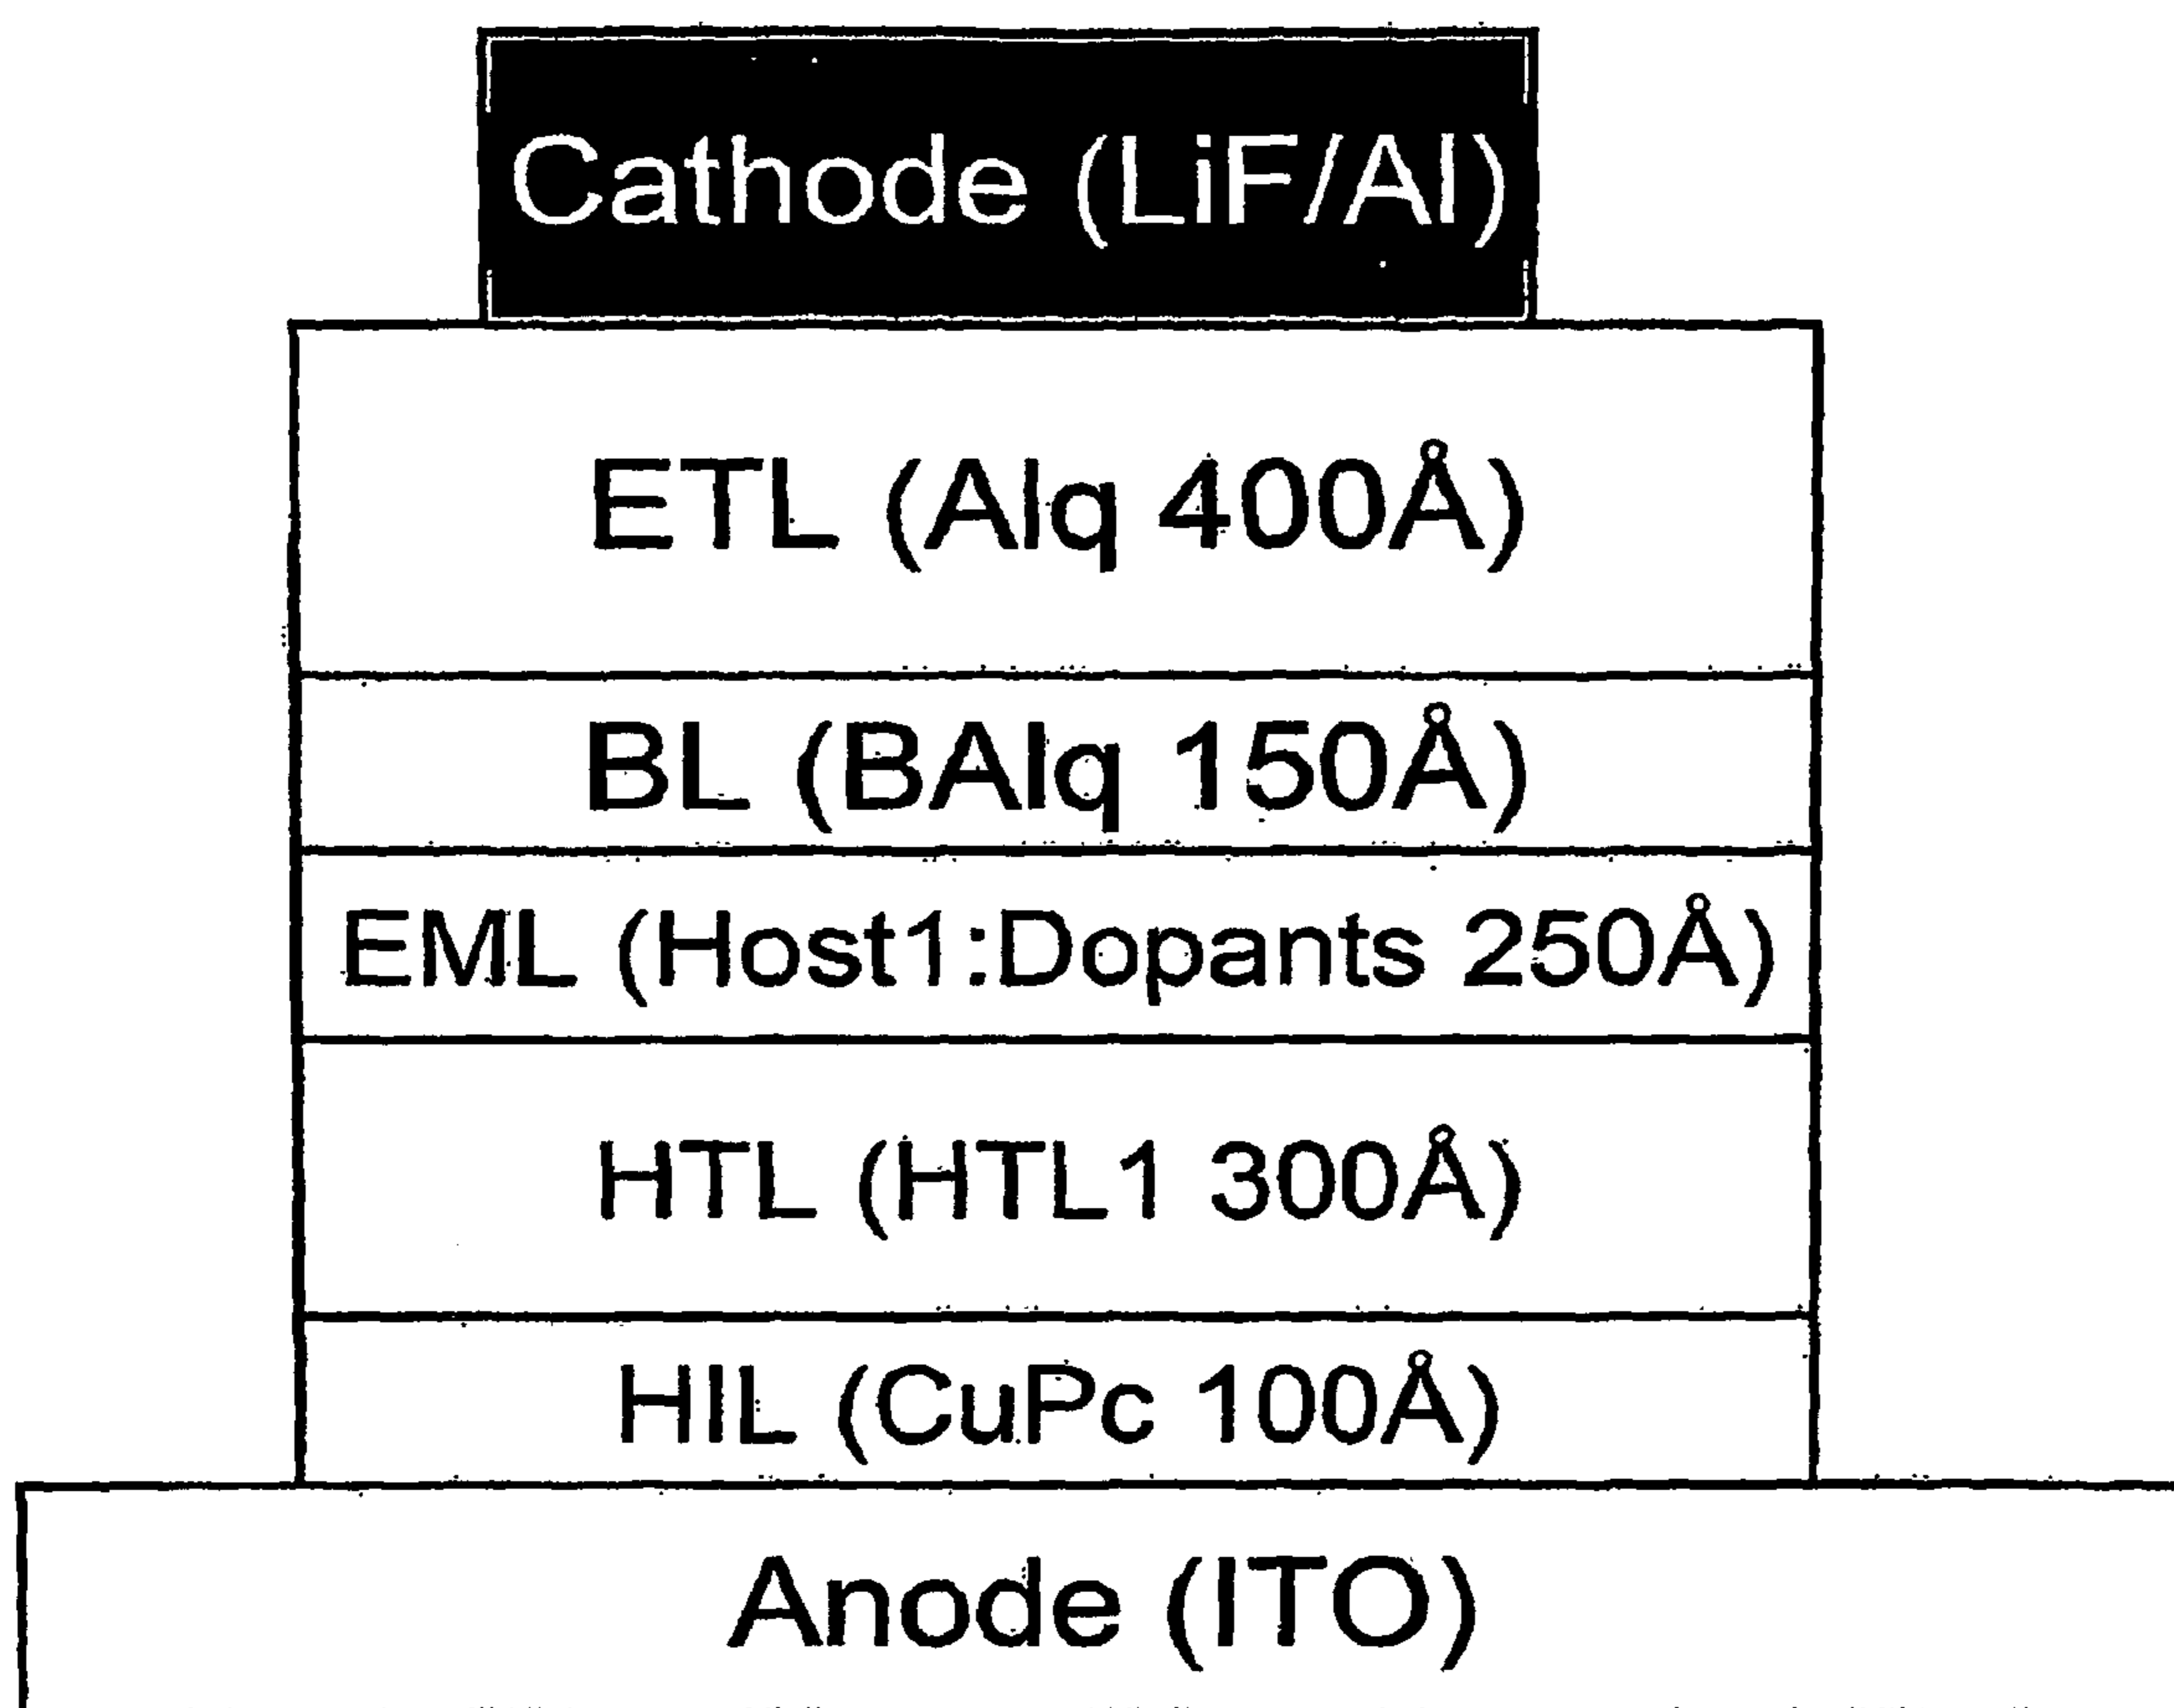 Cathode (LiF/Al)
ETL (Alq 400Å)
BL (BAlq 150Å)
EML (Host1:Dopants 250Å)
HTL (HTL1 300Å)
HIL (CuPc 100Å)
Anode (ITO)